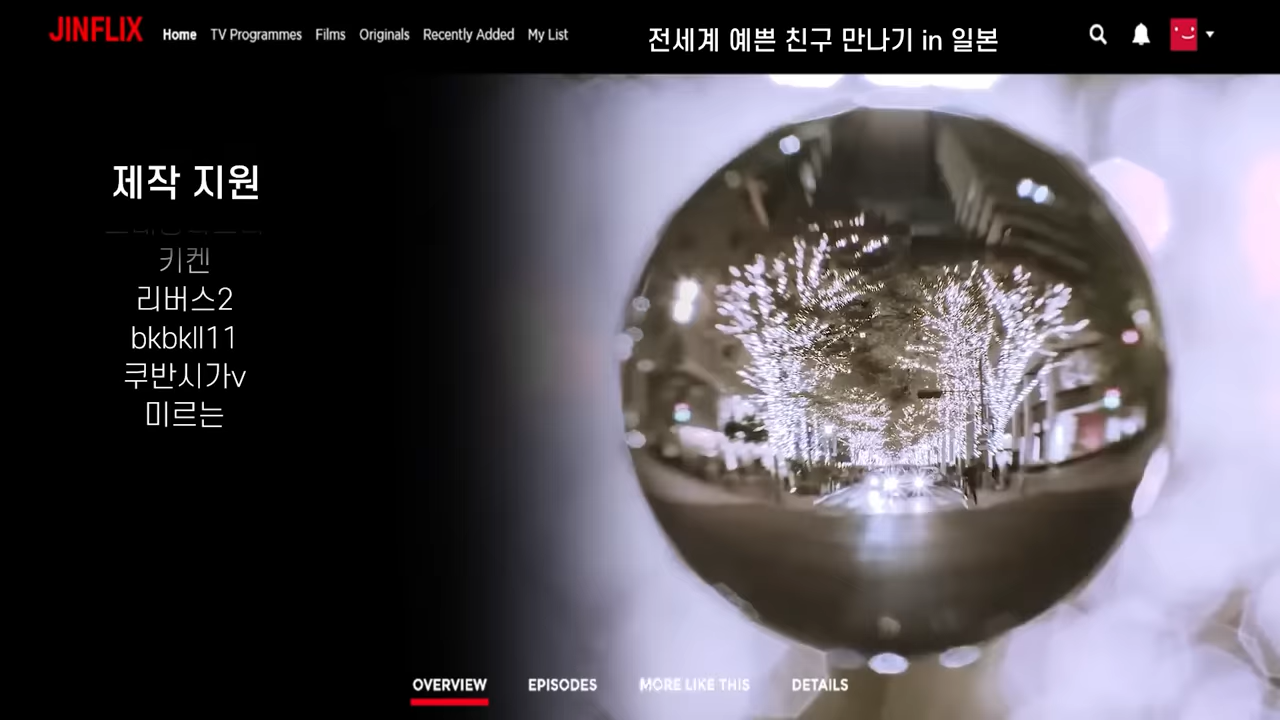 JINFLIX Home TV Programmes Films Originals Recently Added My List 전세계 예쁜 친구 만나기 in 일본
제작 지원
키켄
리버스2
bkbkll11
쿠반시가v
미르는
OVERVIEW EPISODES MORE LIKE THIS DETAILS